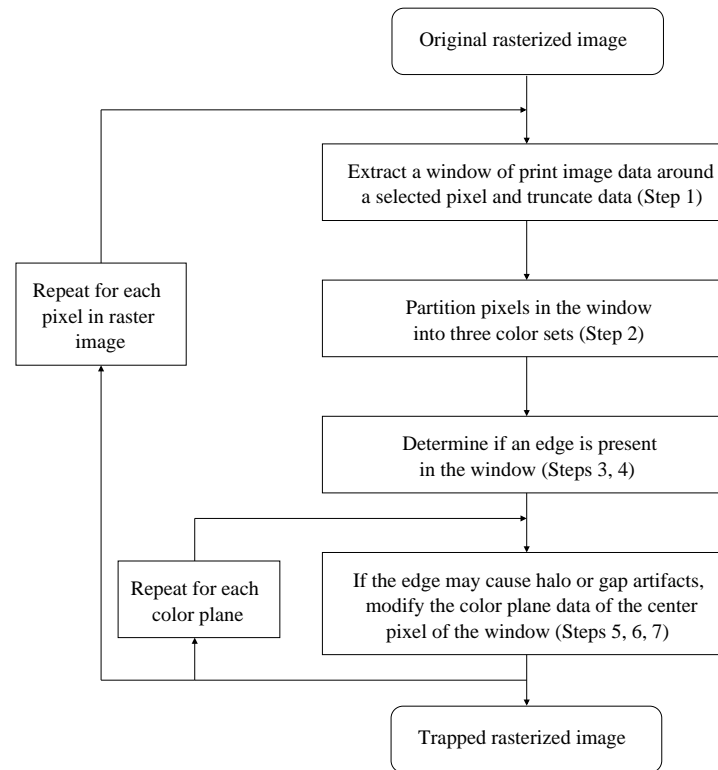 Original rasterized image
Extract a window of print image data around
a selected pixel and truncate data (Step 1)
Repeat for each
pixel in raster
image
Partition pixels in the window
into three color sets (Step 2)
Determine if an edge is present
in the window (Steps 3, 4)
Repeat for each
color plane
If the edge may cause halo or gap artifacts,
modify the color plane data of the center
pixel of the window (Steps 5, 6, 7)
Trapped rasterized image